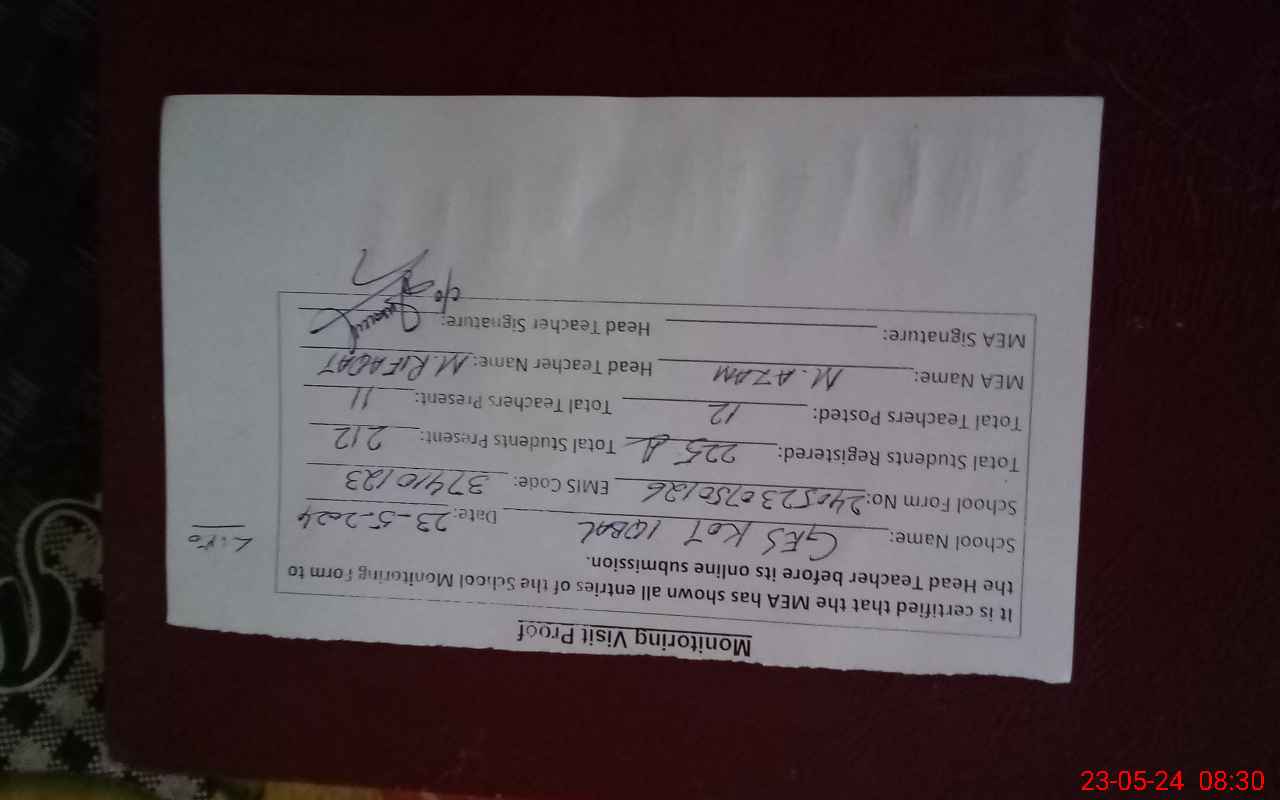 Monitoring Visit Proof
It is certified that the MEA has shown all entries of the School Monitoring Form to
the Head Teacher before its online submission.
School Name: GES KOT IQBAL Date: 23-5-2024
School Form No: 2405230750126 EMIS Code: 37410123
Total Students Registered: 225 Total Students Present: 212
Total Teachers Posted: 12 Total Teachers Present: 11
MEA Name: M. AZAM Head Teacher Name: M. RIFAQAT
MEA Signature: Head Teacher Signature:
c/o
23-05-24 08:30